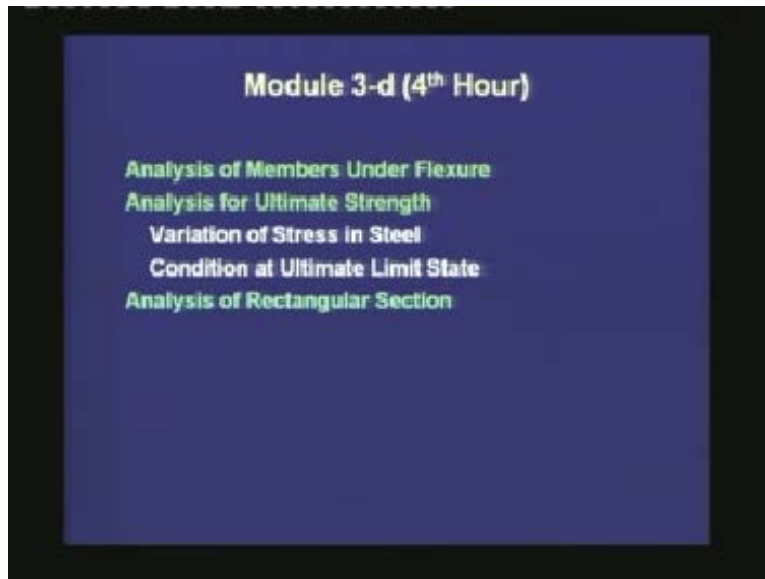 Module 3-d (4th Hour)
Analysis of Members Under Flexure
Analysis for Ultimate Strength
Variation of Stress in Steel
Condition at Ultimate Limit State
Analysis of Rectangular Section